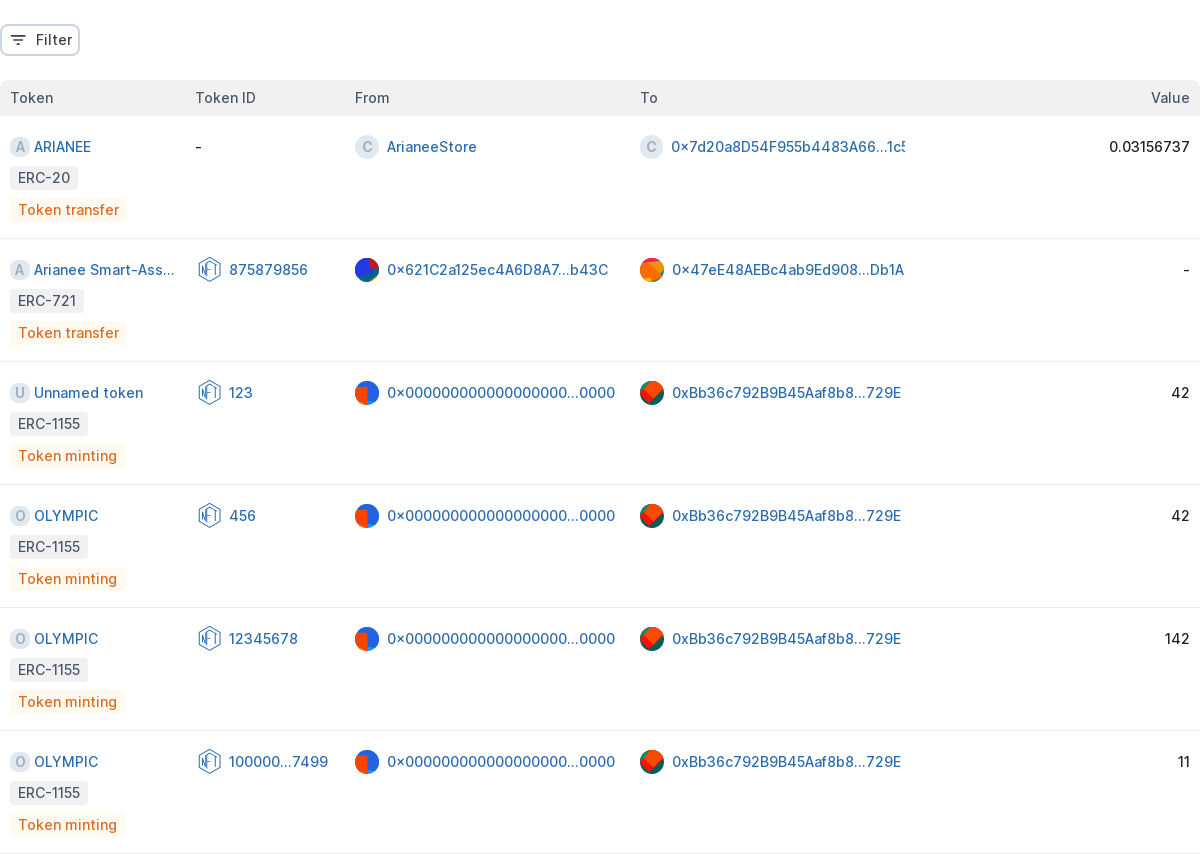 Filter
Token Token ID From To Value
A ARIANEE - C ArianeeStore C 0x7d20a8D54F955b4483A66...1c5 0.03156737
ERC-20
Token transfer
A Arianee Smart-Ass... NFT 875879856 0x621C2a125ec4A6D8A7...b43C 0x47eE48AEBc4ab9Ed908...Db1A -
ERC-721
Token transfer
U Unnamed token NFT 123 0x000000000000000000...0000 0xBb36c792B9B45Aaf8b8...729E 42
ERC-1155
Token minting
O OLYMPIC NFT 456 0x000000000000000000...0000 0xBb36c792B9B45Aaf8b8...729E 42
ERC-1155
Token minting
O OLYMPIC NFT 12345678 0x000000000000000000...0000 0xBb36c792B9B45Aaf8b8...729E 142
ERC-1155
Token minting
O OLYMPIC NFT 100000...7499 0x000000000000000000...0000 0xBb36c792B9B45Aaf8b8...729E 11
ERC-1155
Token minting